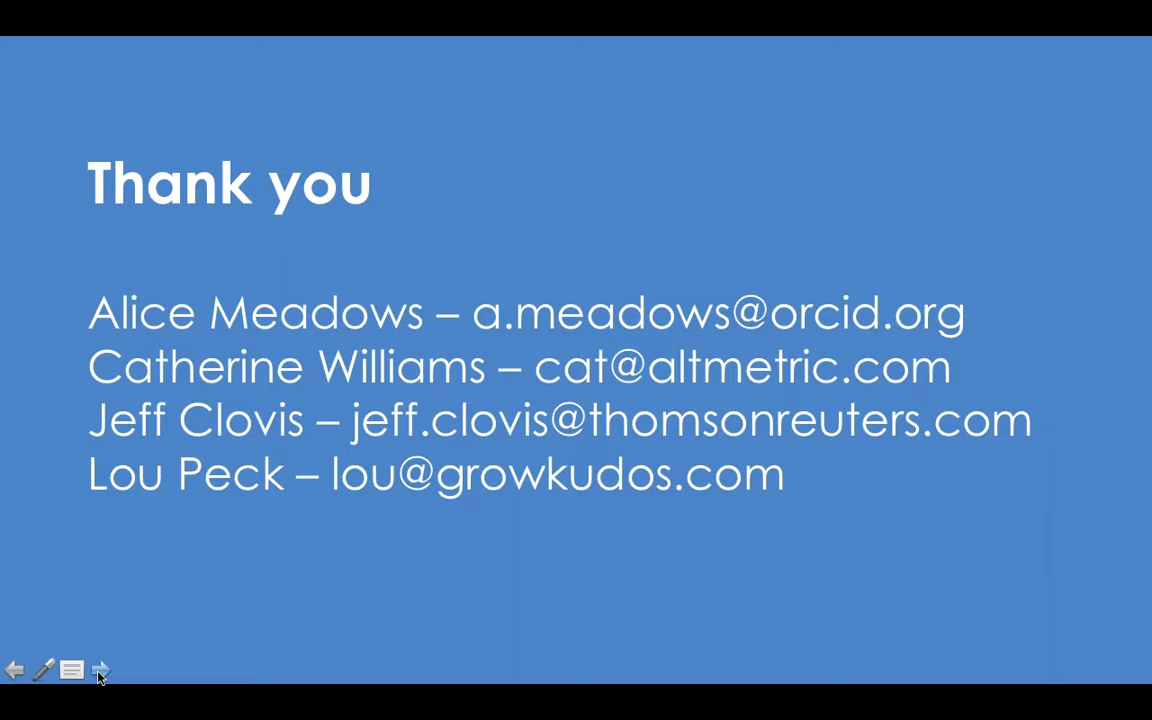 Thank you
Alice Meadows – a.meadows@orcid.org
Catherine Williams – cat@altmetric.com
Jeff Clovis – jeff.clovis@thomsonreuters.com
Lou Peck – lou@growkudos.com